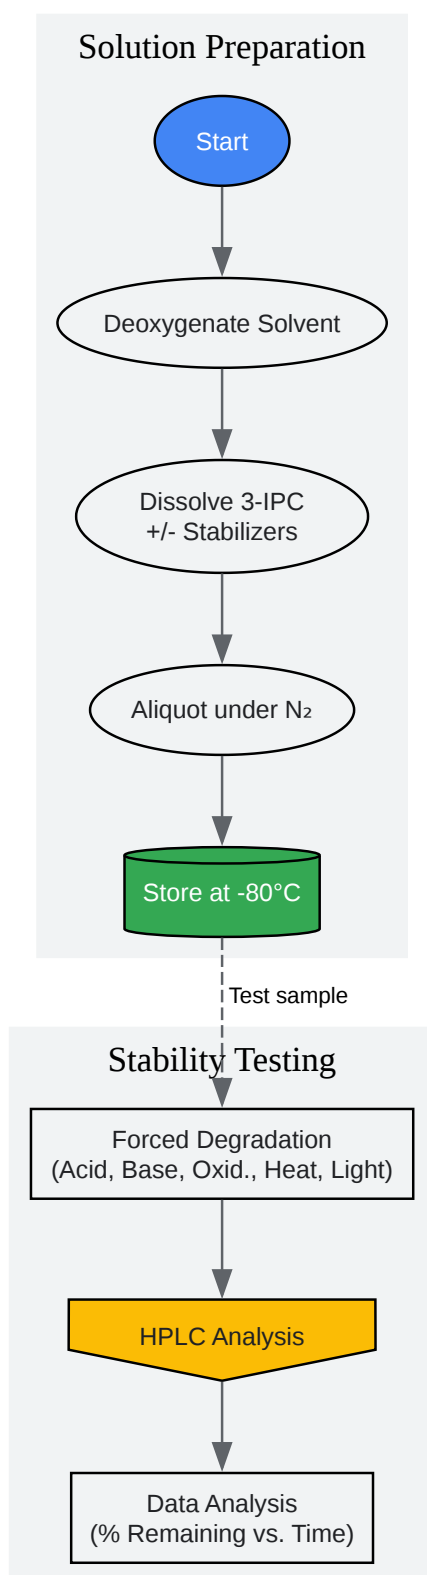 Solution Preparation
Start
Deoxygenate Solvent
Dissolve 3-IPC
+/- Stabilizers
Aliquot under N₂
Store at -80°C
Test sample
Stability Testing
Forced Degradation
(Acid, Base, Oxid., Heat, Light)
HPLC Analysis
Data Analysis
(% Remaining vs. Time)